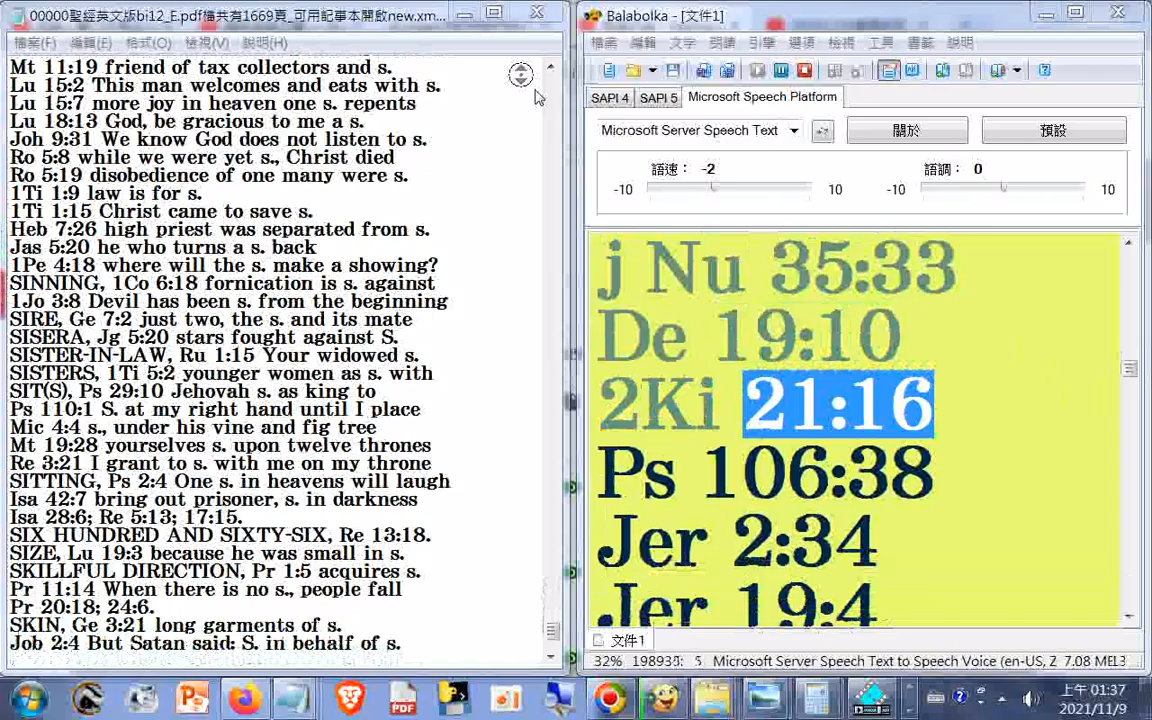 00000聖經英文版bi12_E.pdf檔共有1669頁_可用記事本開啟new.xm...
檔案(F) 編輯(E) 格式(O) 檢視(V) 說明(H)
Mt 11:19 friend of tax collectors and s.
Lu 15:2 This man welcomes and eats with s.
Lu 15:7 more joy in heaven one s. repents
Lu 18:13 God, be gracious to me a s.
Joh 9:31 We know God does not listen to s.
Ro 5:8 while we were yet s., Christ died
Ro 5:19 disobedience of one many were s.
1Ti 1:9 law is for s.
1Ti 1:15 Christ came to save s.
Heb 7:26 high priest was separated from s.
Jas 5:20 he who turns a s. back
1Pe 4:18 where will the s. make a showing?
SINNING, 1Co 6:18 fornication is s. against
1Jo 3:8 Devil has been s. from the beginning
SIRE, Ge 7:2 just two, the s. and its mate
SISERA, Jg 5:20 stars fought against S.
SISTER-IN-LAW, Ru 1:15 Your widowed s.
SISTERS, 1Ti 5:2 younger women as s. with
SIT(S), Ps 29:10 Jehovah s. as king to
Ps 110:1 S. at my right hand until I place
Mic 4:4 s., under his vine and fig tree
Mt 19:28 yourselves s. upon twelve thrones
Re 3:21 I grant to s. with me on my throne
SITTING, Ps 2:4 One s. in heavens will laugh
Isa 42:7 bring out prisoner, s. in darkness
Isa 28:6; Re 5:13; 17:15.
SIX HUNDRED AND SIXTY-SIX, Re 13:18.
SIZE, Lu 19:3 because he was small in s.
SKILLFUL DIRECTION, Pr 1:5 acquires s.
Pr 11:14 When there is no s., people fall
Pr 20:18; 24:6.
SKIN, Ge 3:21 long garments of s.
Job 2:4 But Satan said: S. in behalf of s.
Balabolka - [文件1]
檔案 編輯 文字 朗讀 引擎 選項 檢視 工具 書籤 說明
SAPI 4 SAPI 5 Microsoft Speech Platform
Microsoft Server Speech Text 關於 預設
語速： -2 語調： 0
-10 10 -10 10
j Nu 35:33
De 19:10
2Ki 21:16
Ps 106:38
Jer 2:34
Jer 19:4
文件1
32% Microsoft Server Speech Text to Speech Voice (en-US, Z 7.08
PDF
上午 01:37
2021/11/9